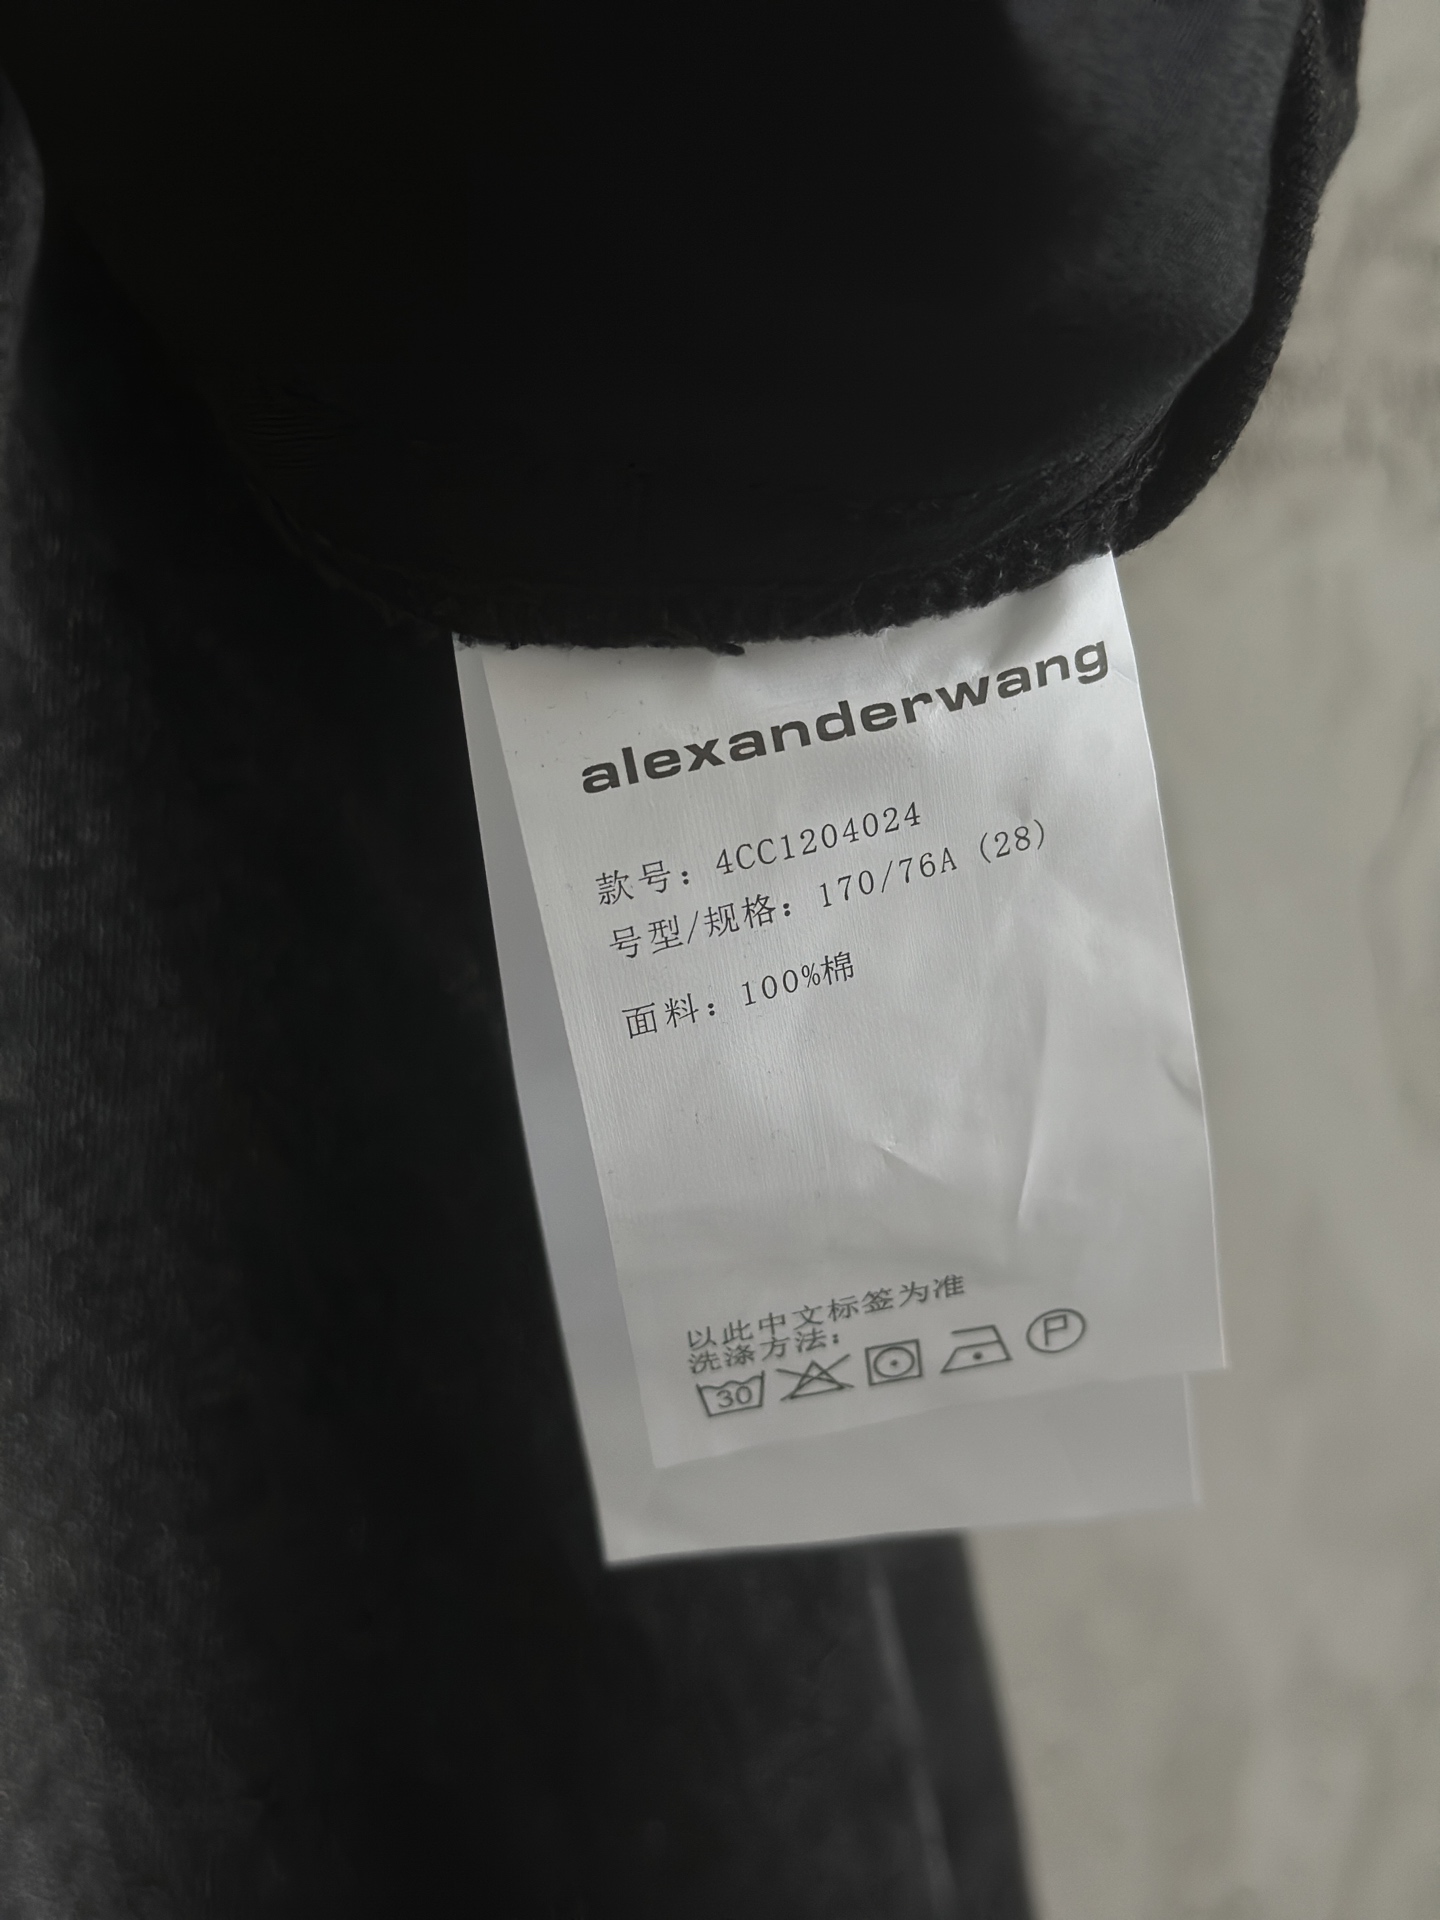 alexanderwang
款号：4CC1204024
号型/规格：170/76A（28）
面料：100%棉
以此中文标签为准
洗涤方法：
30 P